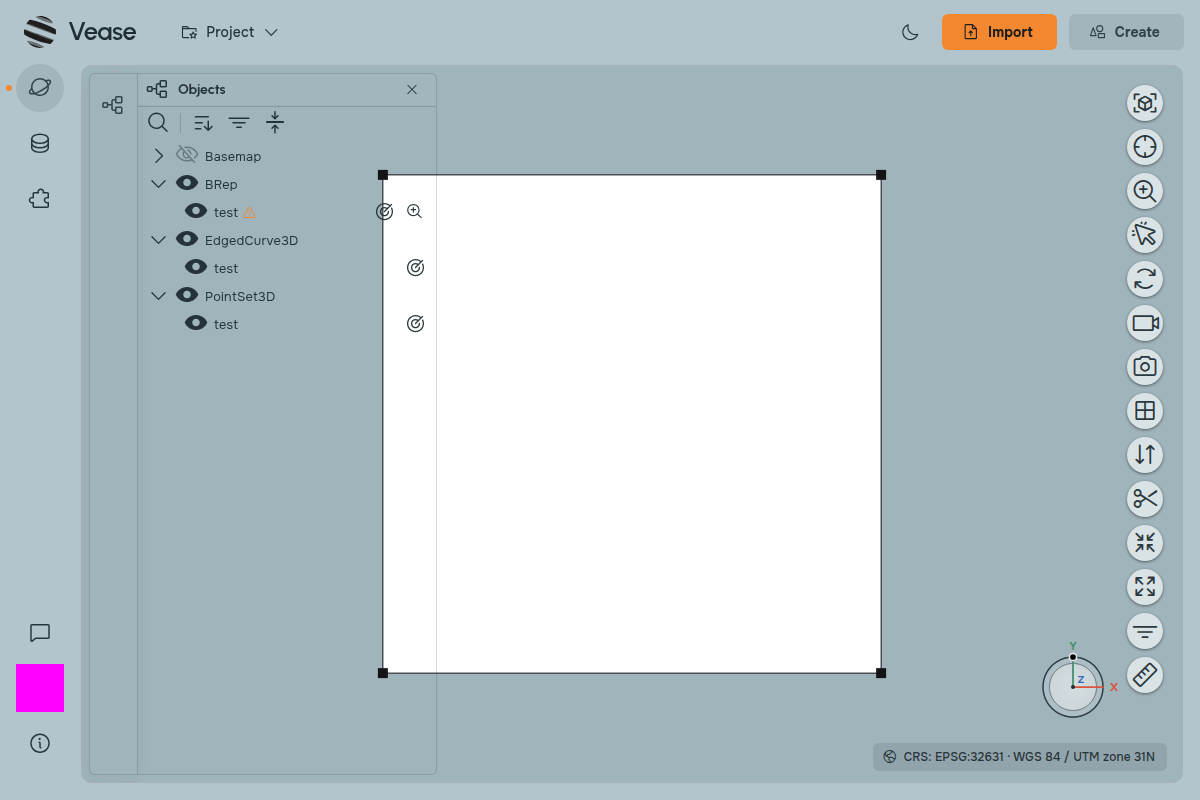 Vease
Project
Import
Create
Objects
Basemap
BRep
test
EdgedCurve3D
test
PointSet3D
test
Y
Z
X
CRS: EPSG:32631 · WGS 84 / UTM zone 31N